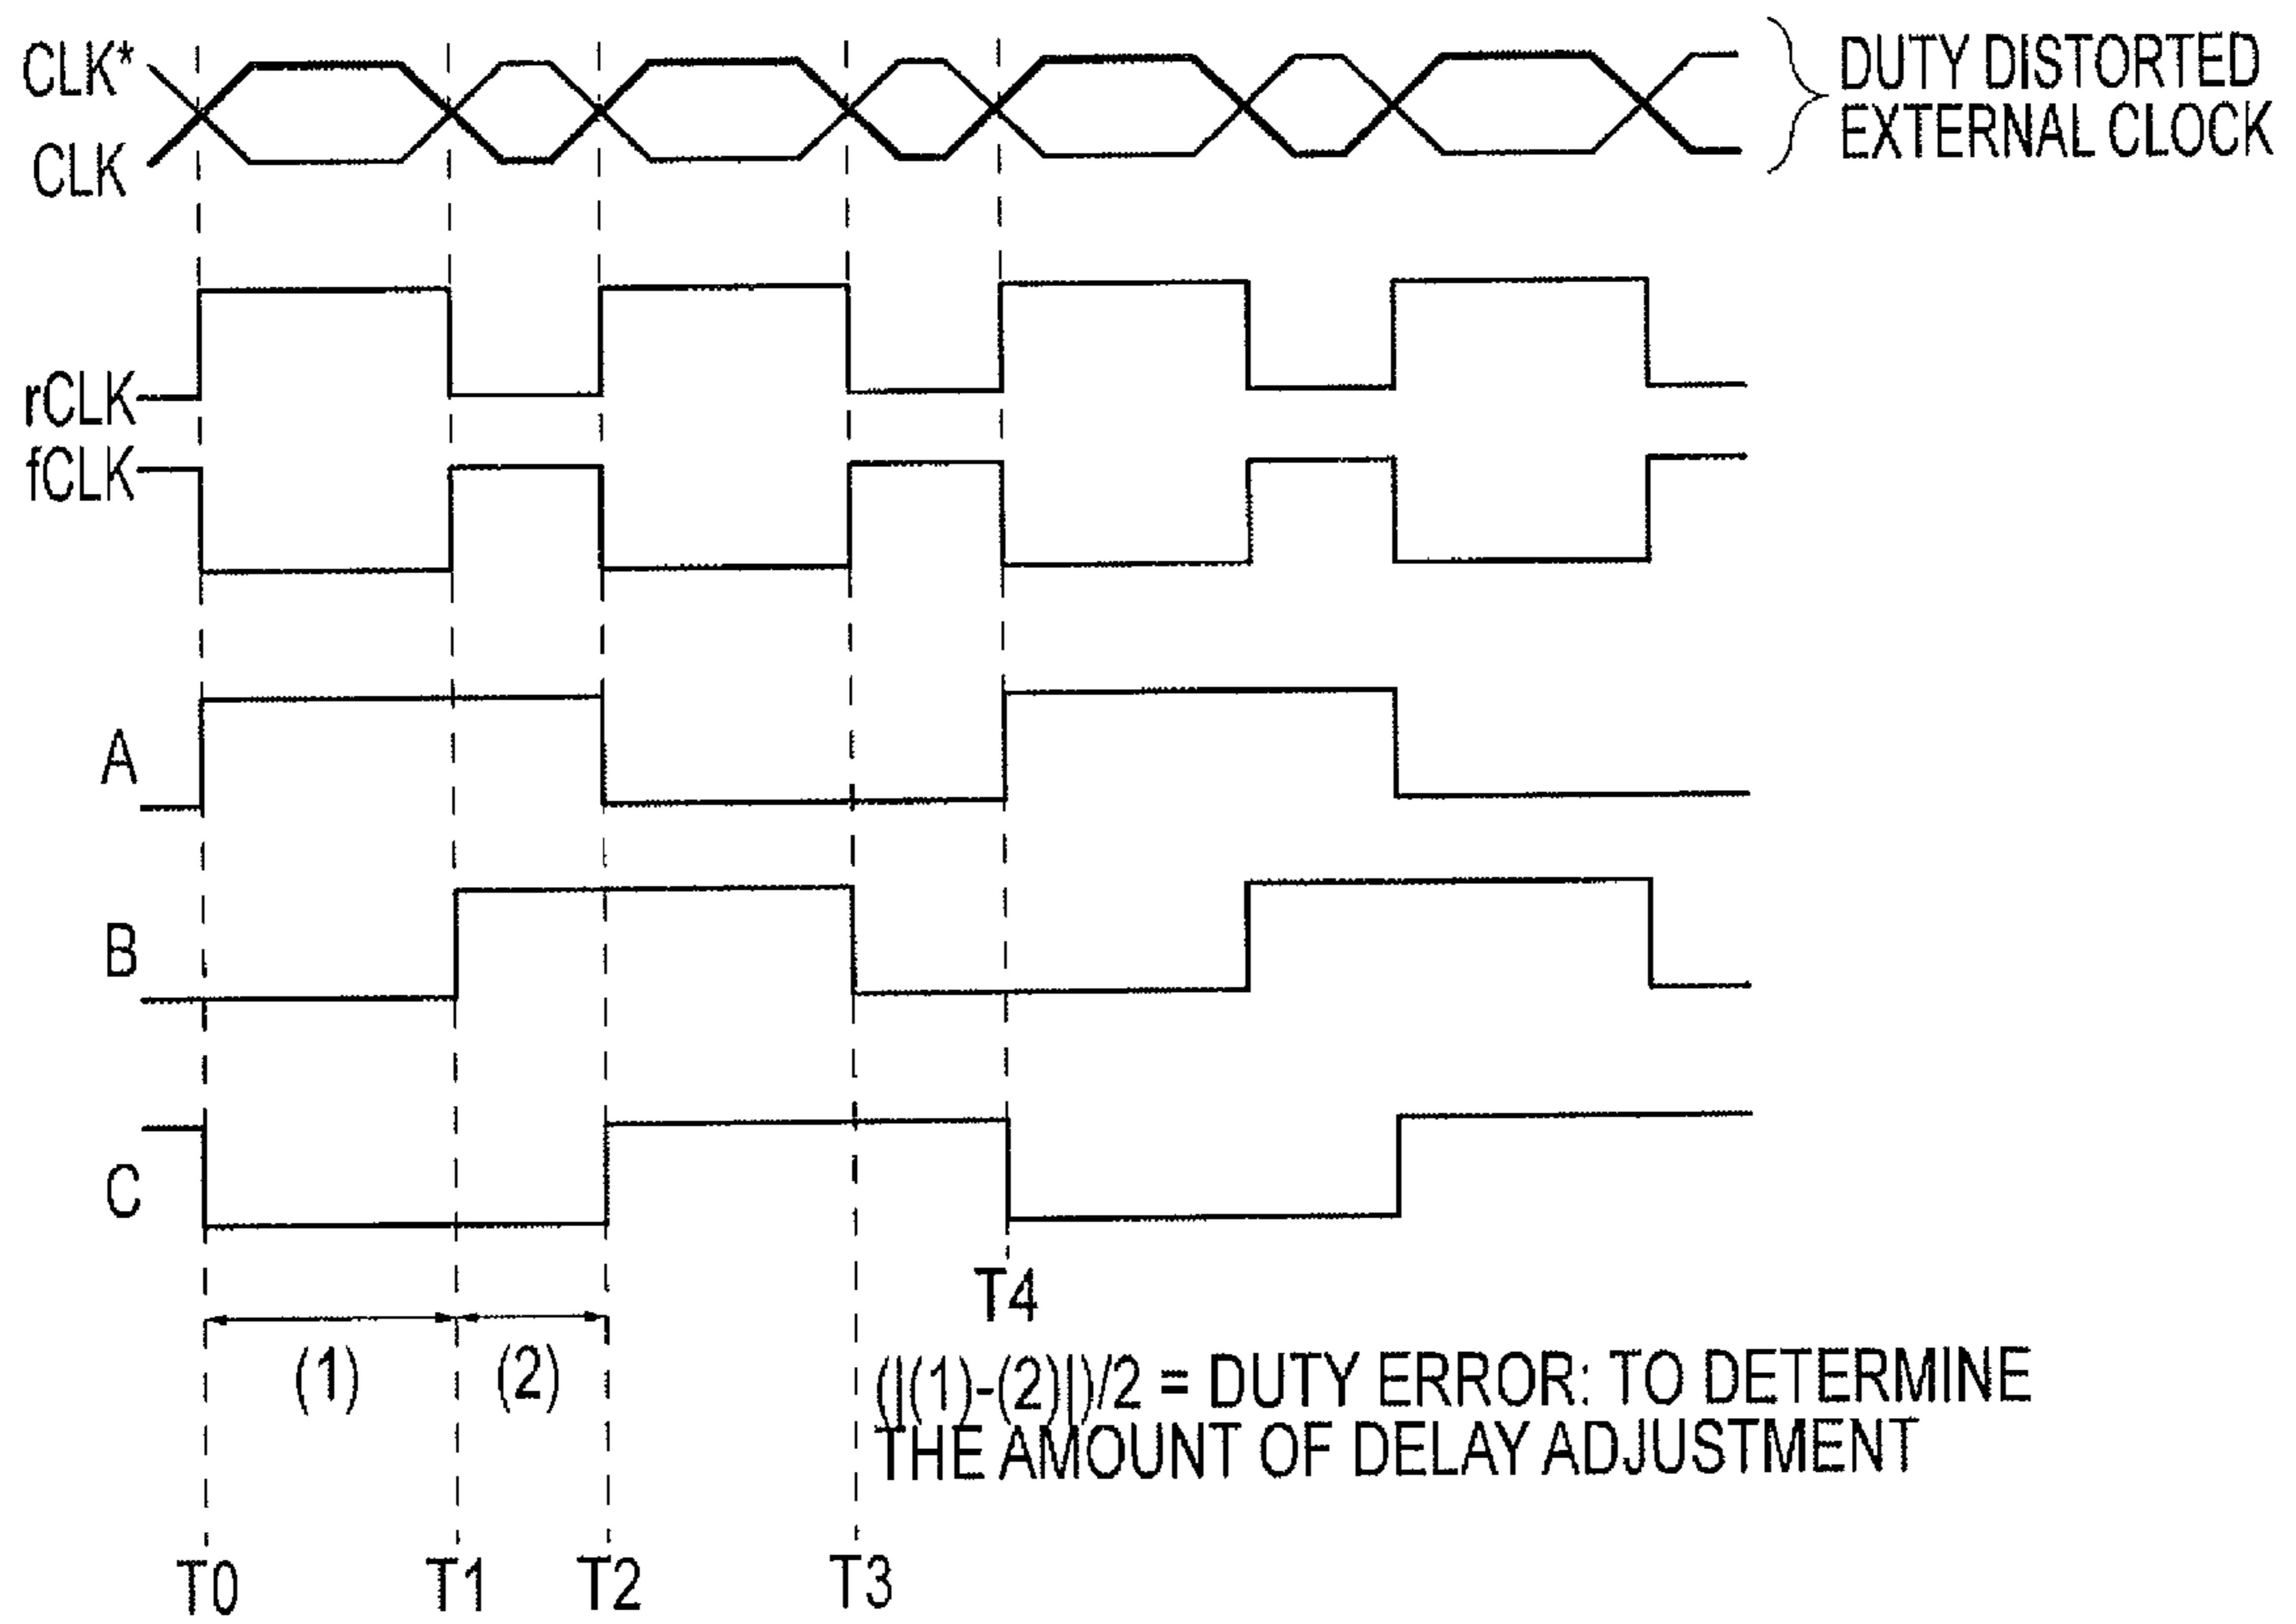 CLK*
CLK
DUTY DISTORTED
EXTERNAL CLOCK
rCLK
fCLK
A
B
C
(1)
(2)
T4
(|(1)-(2)|)/2 = DUTY ERROR: TO DETERMINE
THE AMOUNT OF DELAY ADJUSTMENT
T0
T1
T2
T3